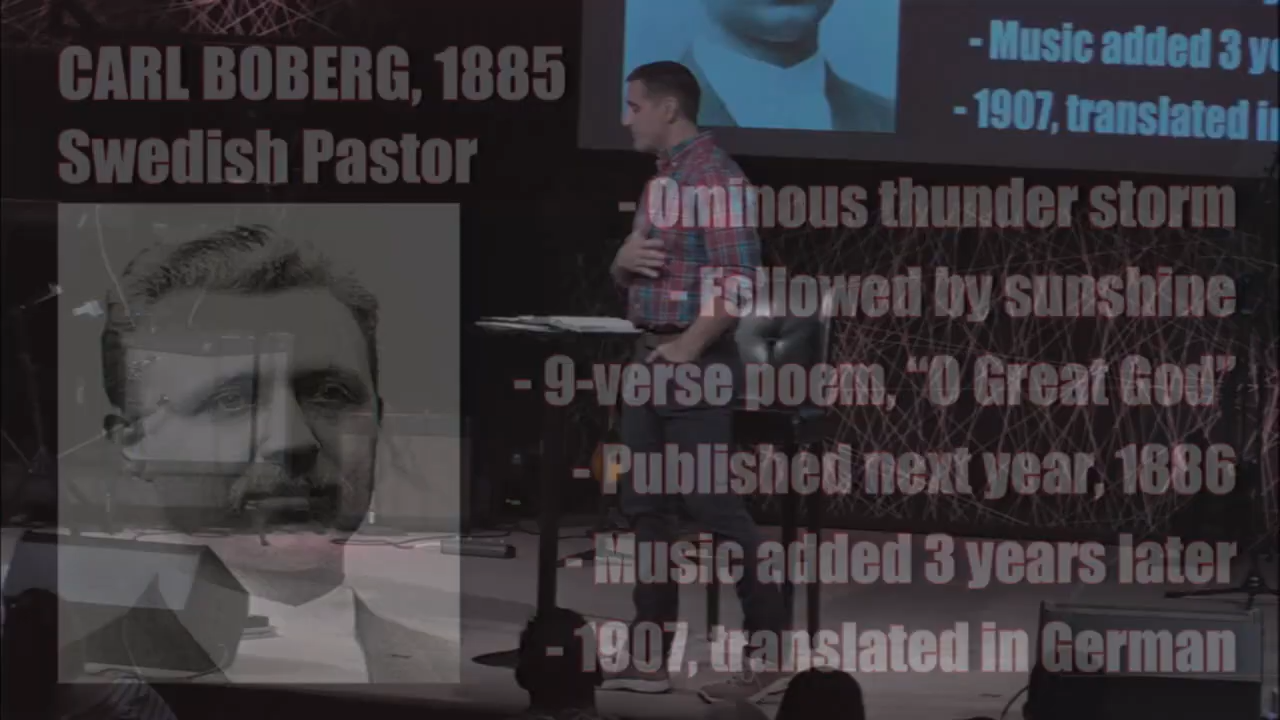 CARL BOBERG, 1885
Swedish Pastor
- Music added 3 ye
- 1907, translated in
- Ominous thunder storm
- Followed by sunshine
- 9-verse poem, “O Great God”
- Published next year, 1886
- Music added 3 years later
- 1907, translated in German